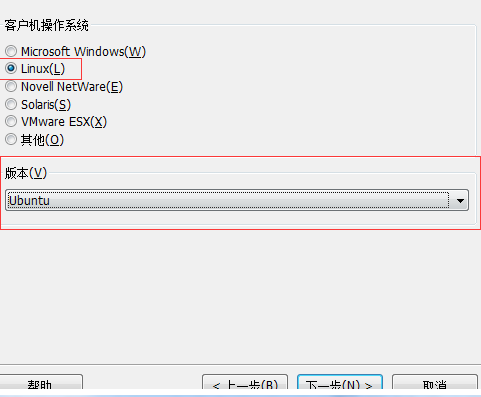 客户机操作系统
Microsoft Windows(W)
Linux(L)
Novell NetWare(E)
Solaris(S)
VMware ESX(X)
其他(O)
版本(V)
Ubuntu
帮助
< 上一步(B)
下一步(N) >
取消